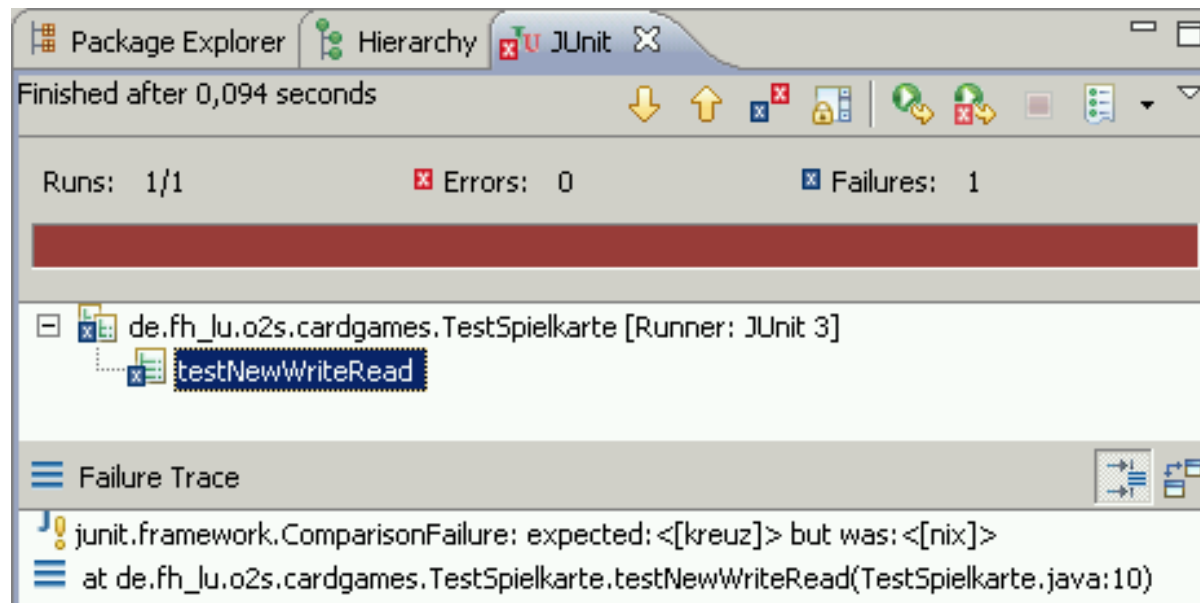 Package Explorer Hierarchy JUnit
Finished after 0,094 seconds
Runs: 1/1 Errors: 0 Failures: 1
de.fh_lu.o2s.cardgames.TestSpielkarte [Runner: JUnit 3]
testNewWriteRead
Failure Trace
junit.framework.ComparisonFailure: expected:<[kreuz]> but was:<[nix]>
at de.fh_lu.o2s.cardgames.TestSpielkarte.testNewWriteRead(TestSpielkarte.java:10)